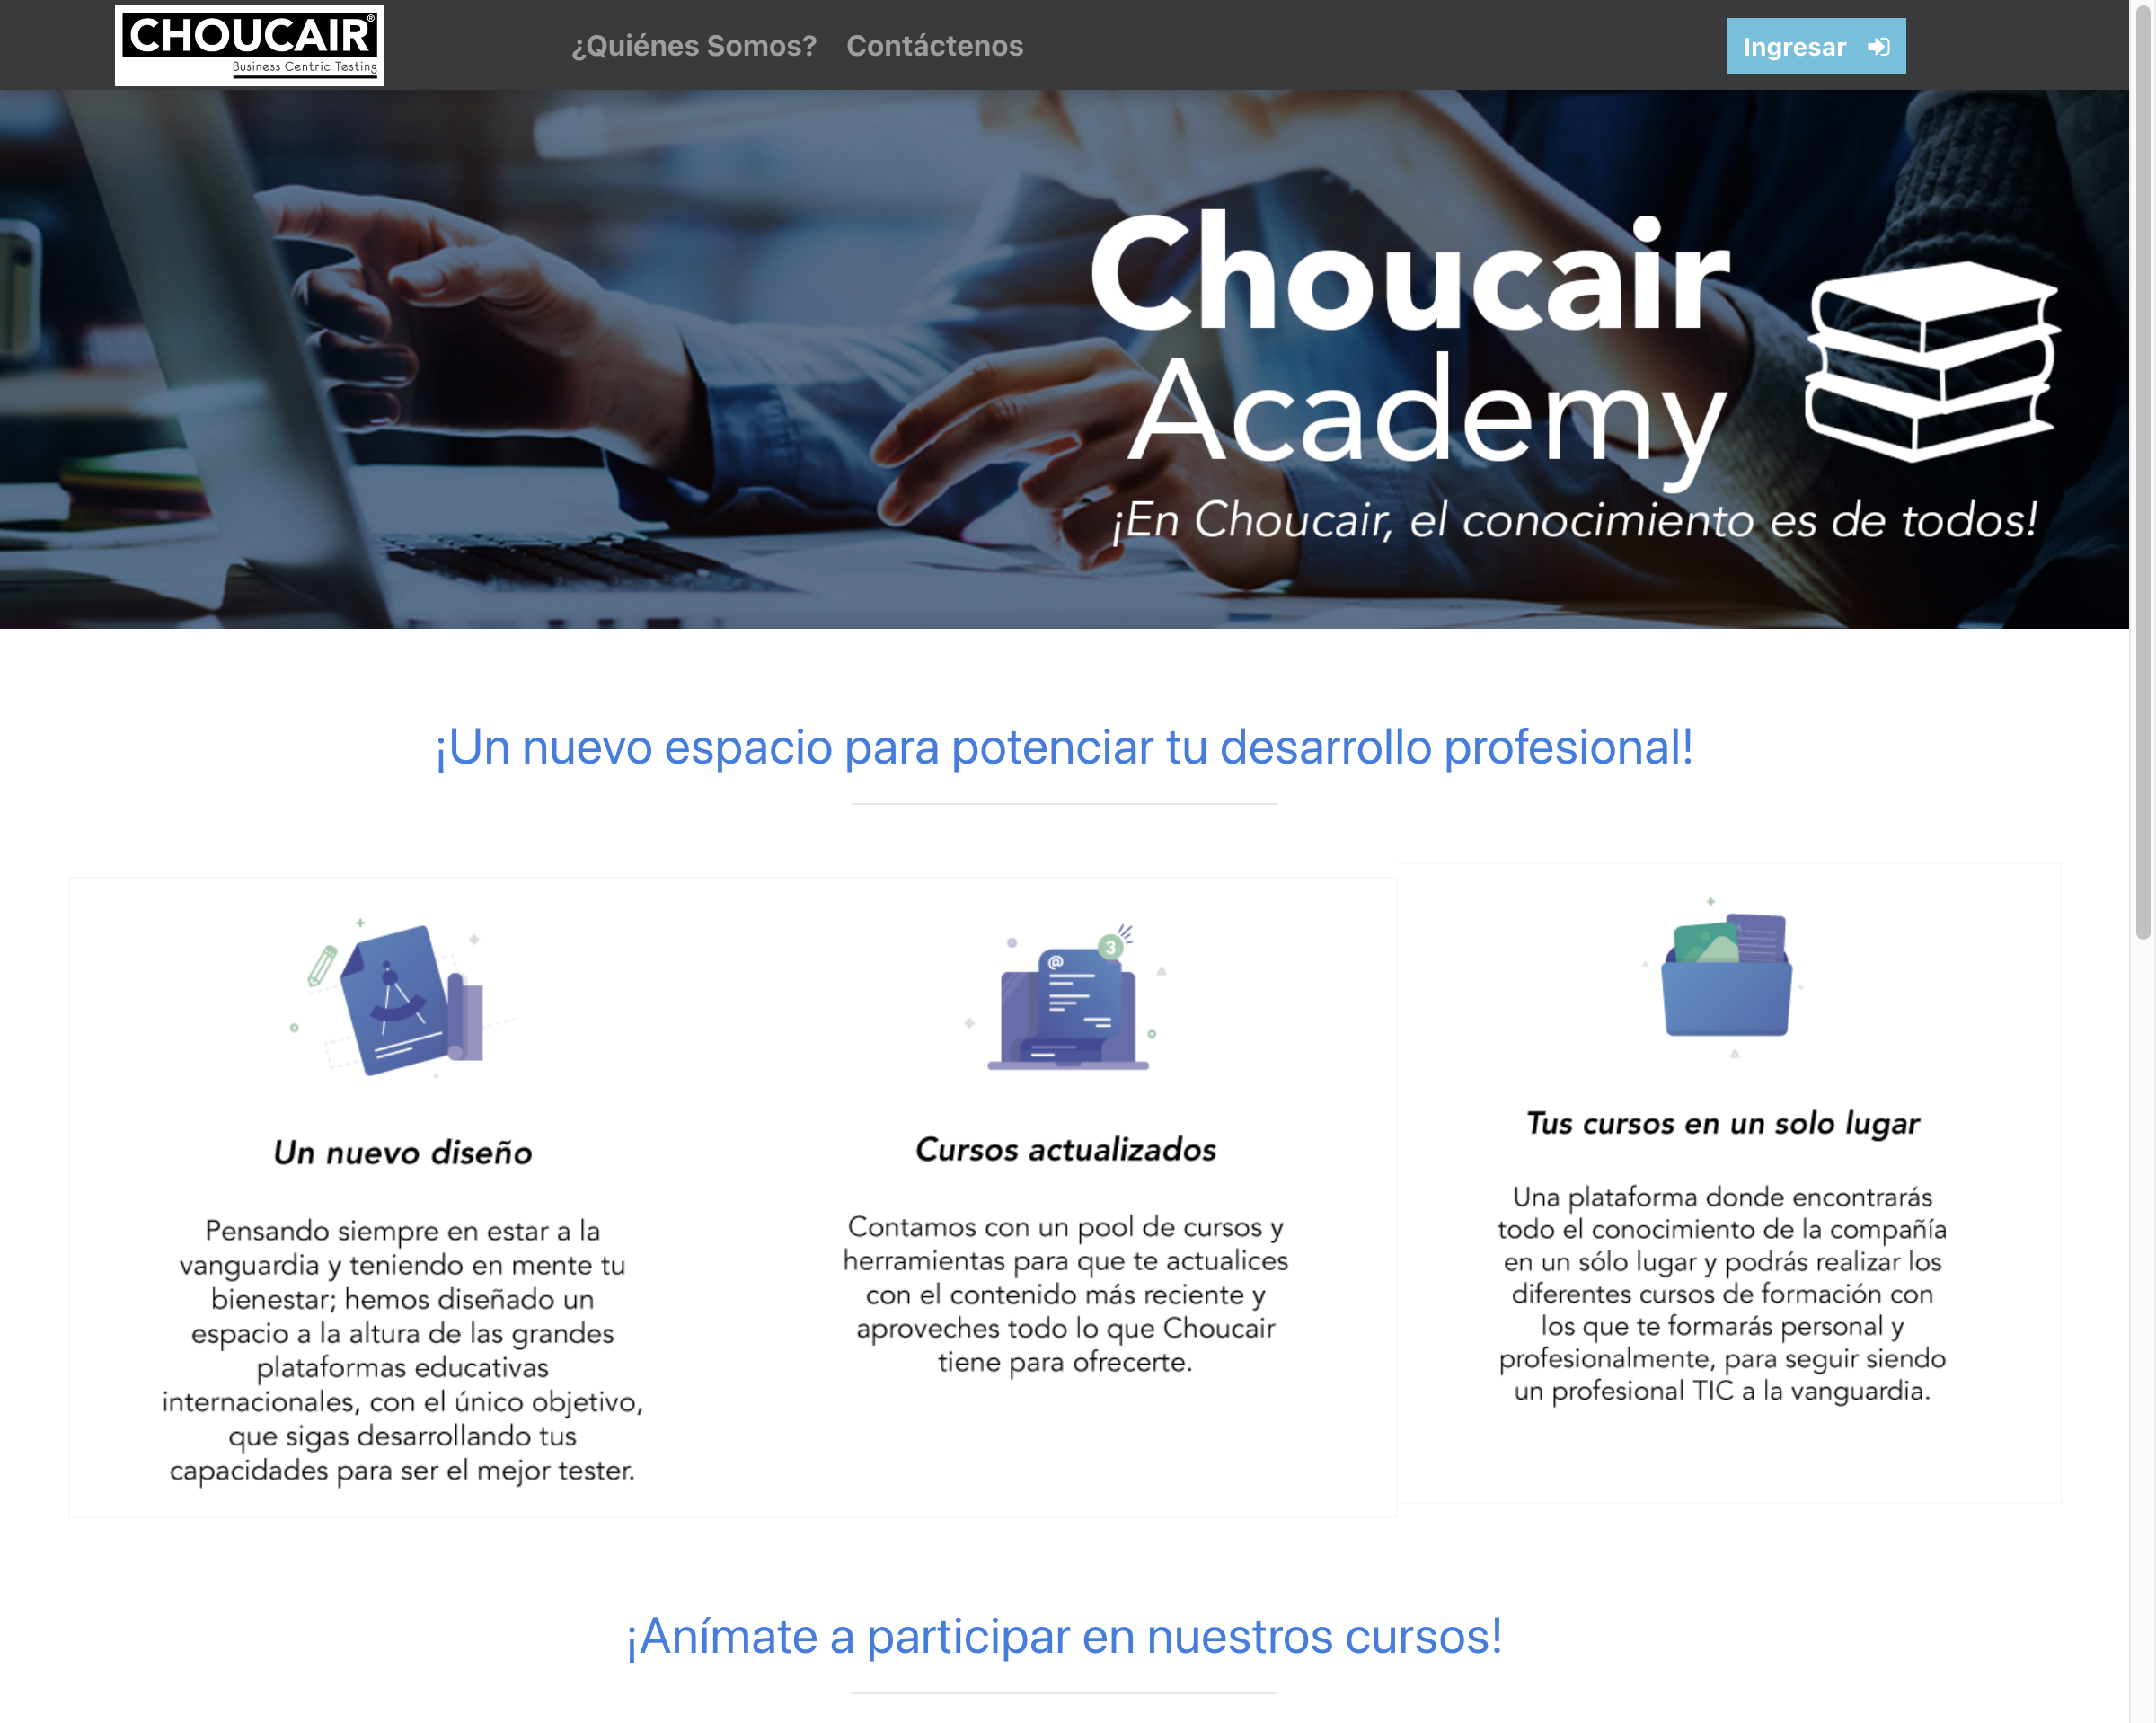 CHOUCAIR®
Business Centric Testing
¿Quiénes Somos?
Contáctenos
Ingresar
Choucair
Academy
¡En Choucair, el conocimiento es de todos!
¡Un nuevo espacio para potenciar tu desarrollo profesional!
Un nuevo diseño
Pensando siempre en estar a la
vanguardia y teniendo en mente tu
bienestar; hemos diseñado un
espacio a la altura de las grandes
plataformas educativas
internacionales, con el único objetivo,
que sigas desarrollando tus
capacidades para ser el mejor tester.
@
3
Cursos actualizados
Contamos con un pool de cursos y
herramientas para que te actualices
con el contenido más reciente y
aproveches todo lo que Choucair
tiene para ofrecerte.
Tus cursos en un solo lugar
Una plataforma donde encontrarás
todo el conocimiento de la compañía
en un sólo lugar y podrás realizar los
diferentes cursos de formación con
los que te formarás personal y
profesionalmente, para seguir siendo
un profesional TIC a la vanguardia.
¡Anímate a participar en nuestros cursos!